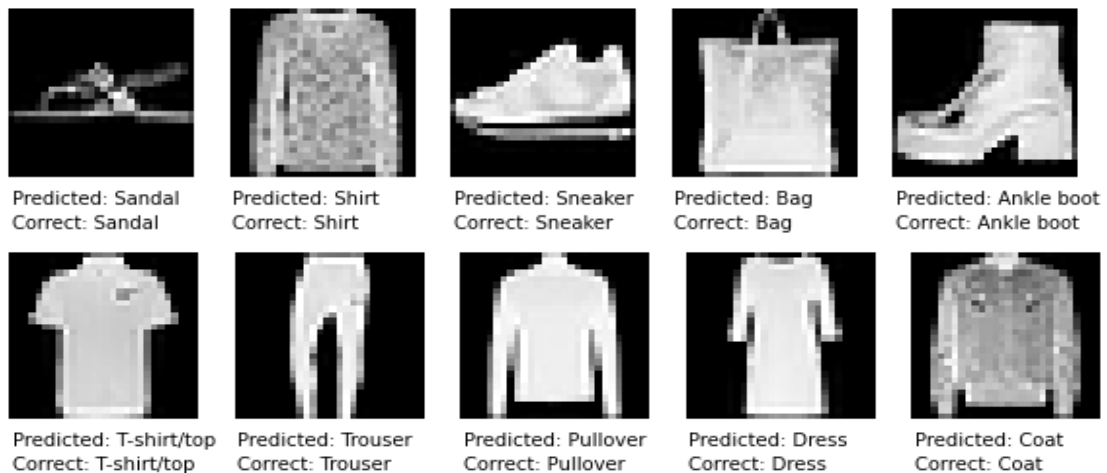 Predicted: Sandal
Correct: Sandal
Predicted: Shirt
Correct: Shirt
Predicted: Sneaker
Correct: Sneaker
Predicted: Bag
Correct: Bag
Predicted: Ankle boot
Correct: Ankle boot
Predicted: T-shirt/top
Correct: T-shirt/top
Predicted: Trouser
Correct: Trouser
Predicted: Pullover
Correct: Pullover
Predicted: Dress
Correct: Dress
Predicted: Coat
Correct: Coat